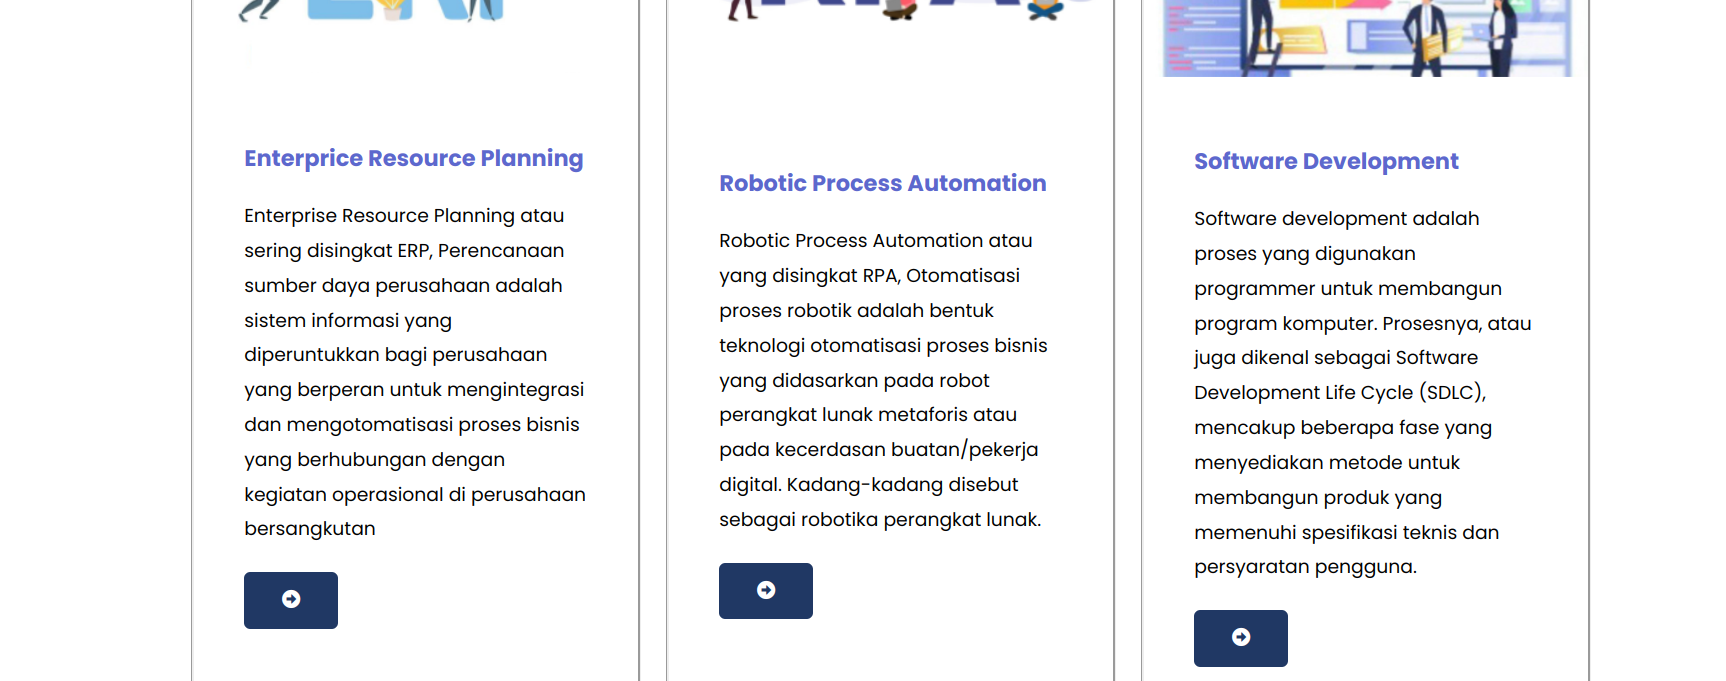 Enterprice Resource Planning
Enterprise Resource Planning atau
sering disingkat ERP, Perencanaan
sumber daya perusahaan adalah
sistem informasi yang
diperuntukkan bagi perusahaan
yang berperan untuk mengintegrasi
dan mengotomatisasi proses bisnis
yang berhubungan dengan
kegiatan operasional di perusahaan
bersangkutan
Robotic Process Automation
Robotic Process Automation atau
yang disingkat RPA, Otomatisasi
proses robotik adalah bentuk
teknologi otomatisasi proses bisnis
yang didasarkan pada robot
perangkat lunak metaforis atau
pada kecerdasan buatan/pekerja
digital. Kadang-kadang disebut
sebagai robotika perangkat lunak.
Software Development
Software development adalah
proses yang digunakan
programmer untuk membangun
program komputer. Prosesnya, atau
juga dikenal sebagai Software
Development Life Cycle (SDLC),
mencakup beberapa fase yang
menyediakan metode untuk
membangun produk yang
memenuhi spesifikasi teknis dan
persyaratan pengguna.